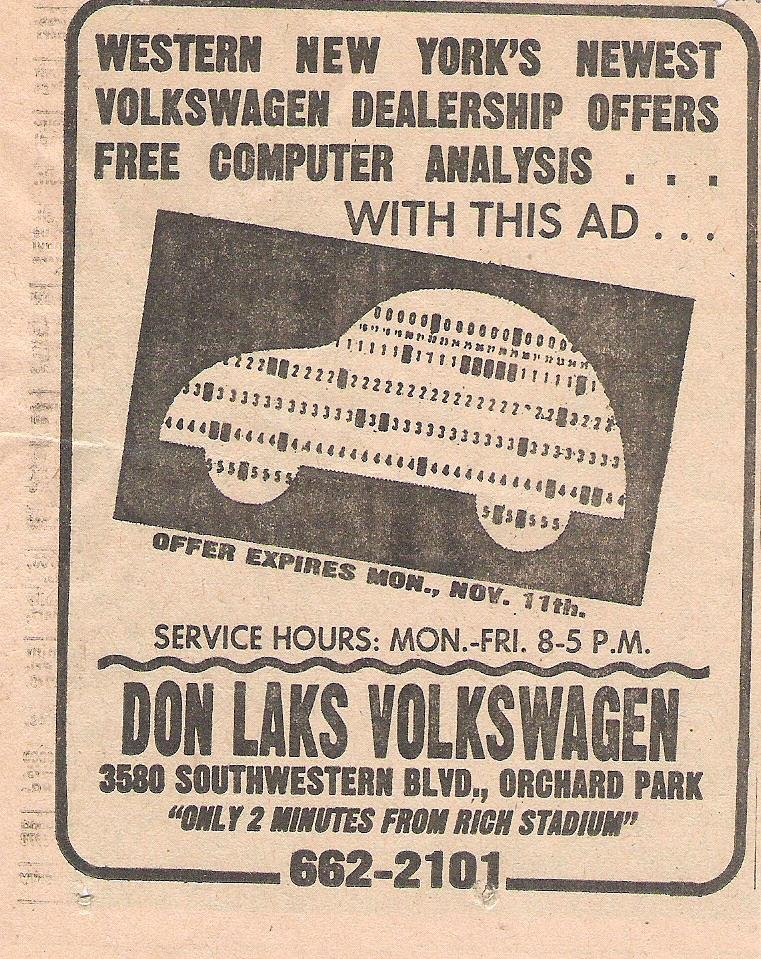 WESTERN NEW YORK'S NEWEST
VOLKSWAGEN DEALERSHIP OFFERS
FREE COMPUTER ANALYSIS . . .
WITH THIS AD . . .
OFFER EXPIRES MON., NOV. 11th.
SERVICE HOURS: MON.-FRI. 8-5 P.M.
DON LAKS VOLKSWAGEN
3580 SOUTHWESTERN BLVD., ORCHARD PARK
"ONLY 2 MINUTES FROM RICH STADIUM"
662-2101